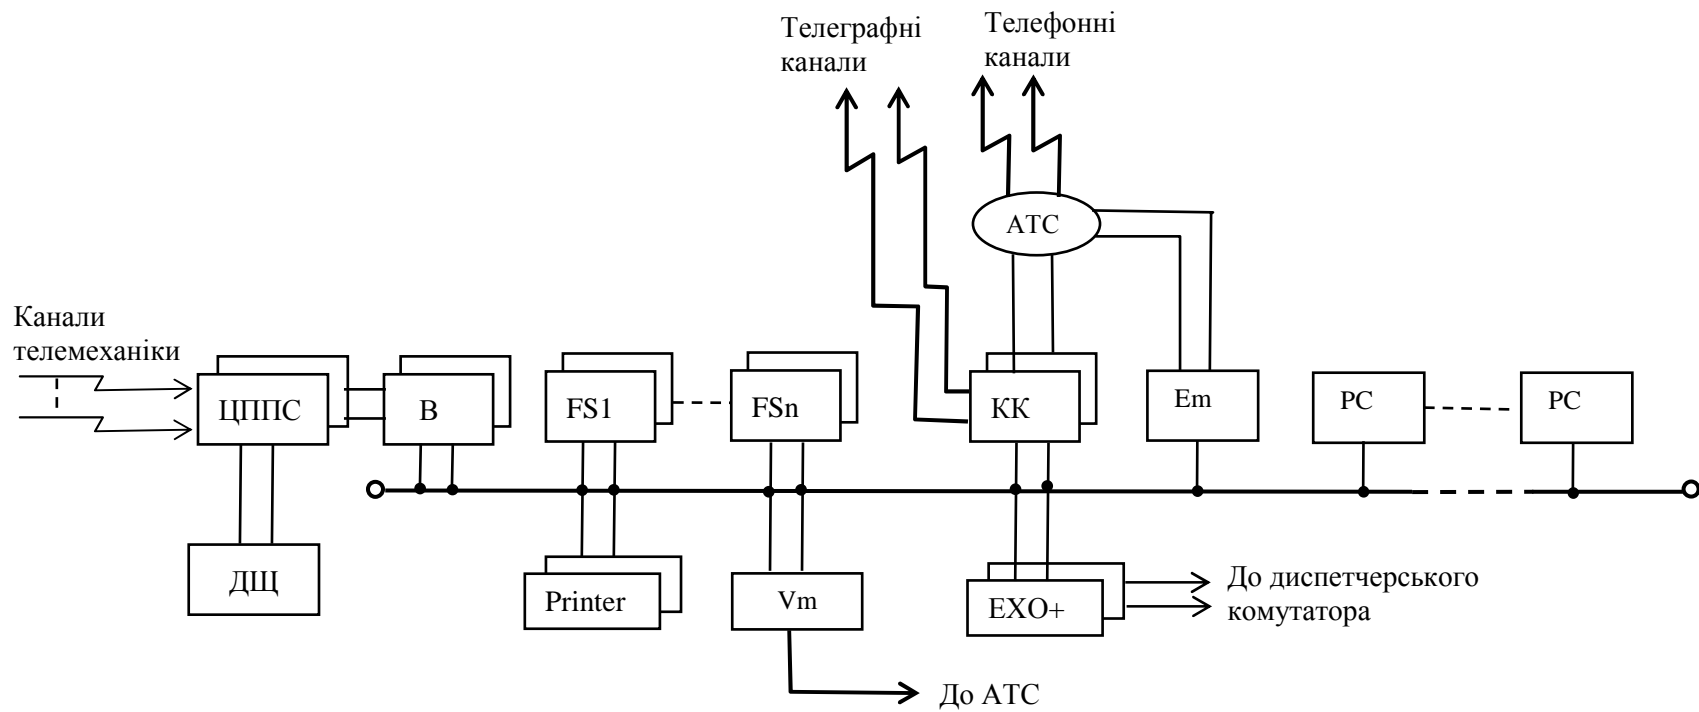 Телеграфні
канали
Телефонні
канали
АТС
Канали
телемеханіки
ЦППС
В
FS1
FSn
КК
Em
PC
PC
ДЩ
Printer
Vm
ЕХО+
До диспетчерського
комутатора
До АТС